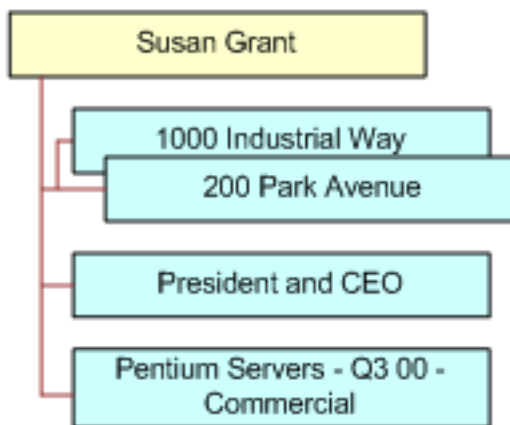 Susan Grant
1000 Industrial Way
200 Park Avenue
President and CEO
Pentium Servers - Q3 00 -
Commercial